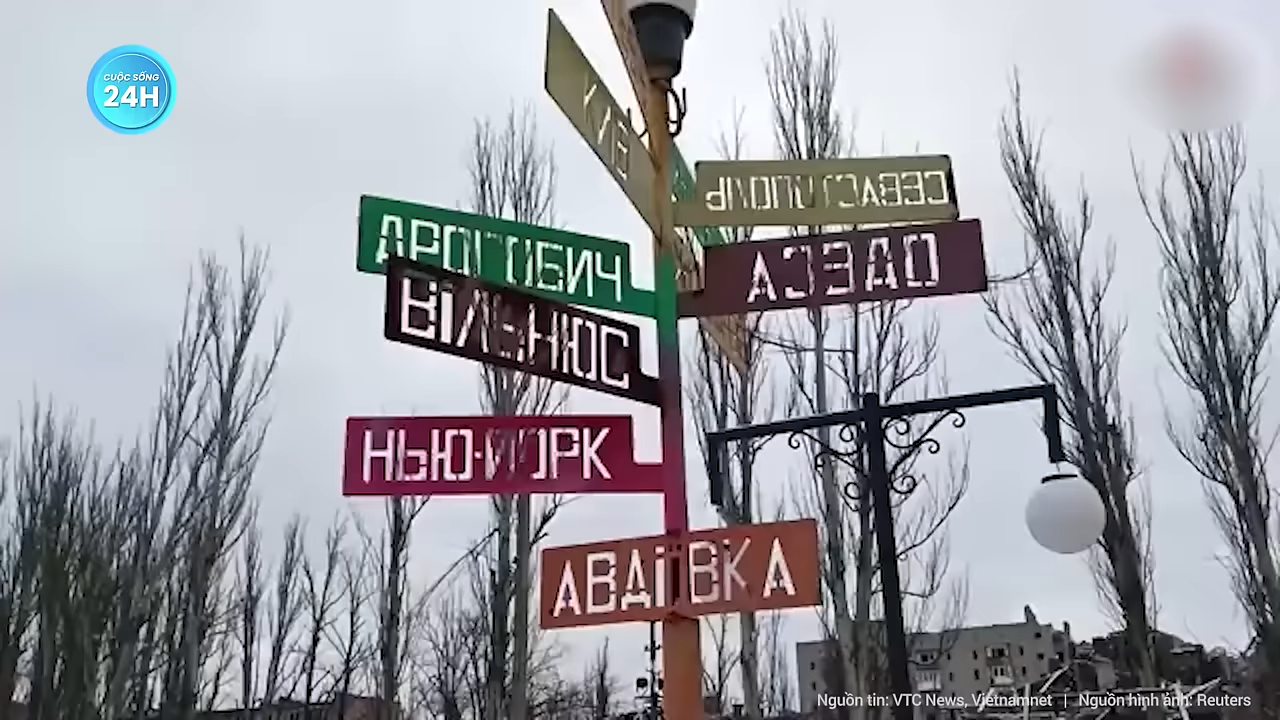 CUỘC SỐNG
24H
СЕВАСТОПОЛЬ
ДРОГОБИЧ
ОДЕСА
ВІЛЬНЮС
НЬЮ-ЙОРК
АВДІЇВКА
Nguồn tin: VTC News, Vietnamnet | Nguồn hình ảnh: Reuters